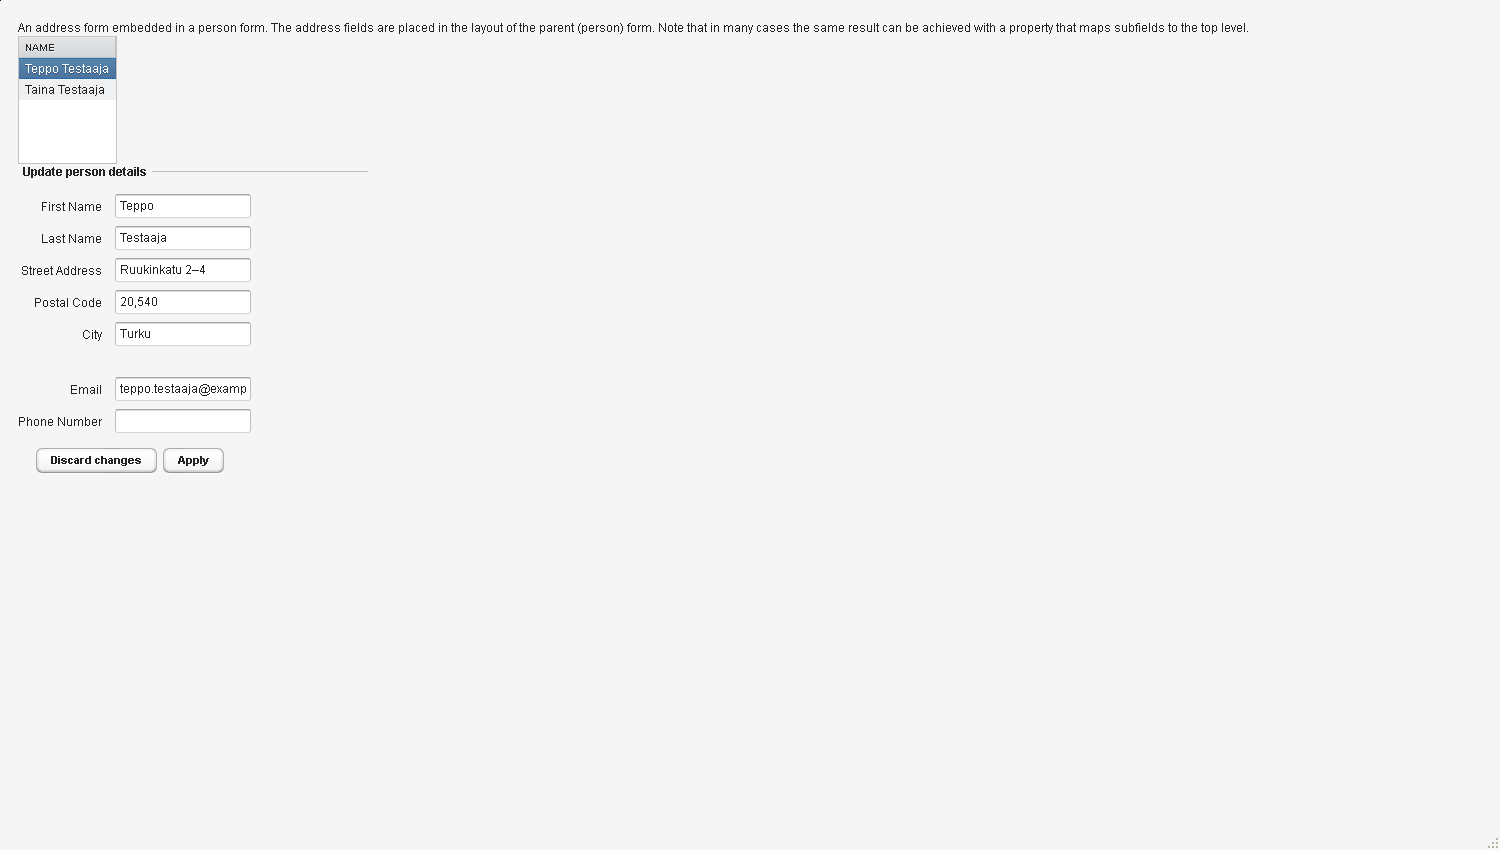 An address form embedded in a person form. The address fields are placed in the layout of the parent (person) form. Note that in many cases the same result can be achieved with a property that maps subfields to the top level.
NAME
Teppo Testaaja
Taina Testaaja
Update person details
First Name Teppo
Last Name Testaaja
Street Address Ruukinkatu 2–4
Postal Code 20,540
City Turku
Email teppo.testaaja@examp
Phone Number
Discard changes Apply